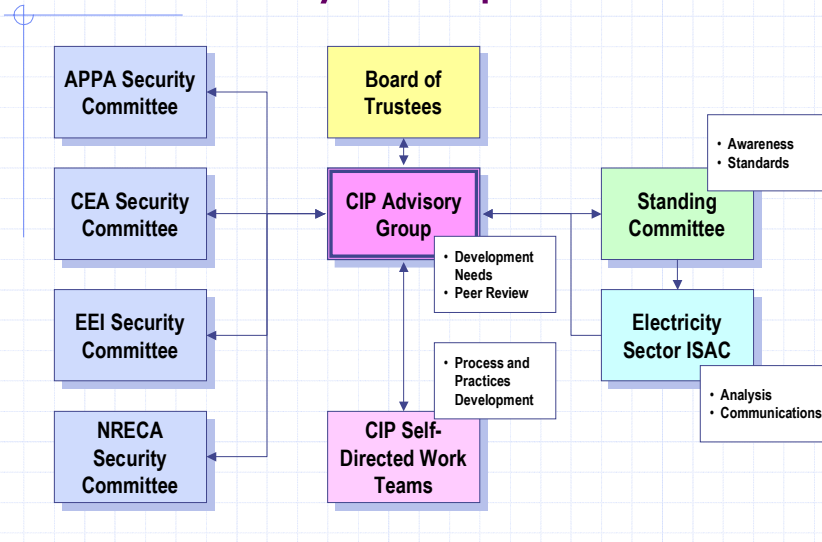 APPA Security
Committee
Board of
Trustees
• Awareness
• Standards
CEA Security
Committee
CIP Advisory
Group
Standing
Committee
• Development
Needs
• Peer Review
EEI Security
Committee
Electricity
Sector ISAC
• Process and
Practices
Development
• Analysis
• Communications
NRECA
Security
Committee
CIP Self-
Directed Work
Teams